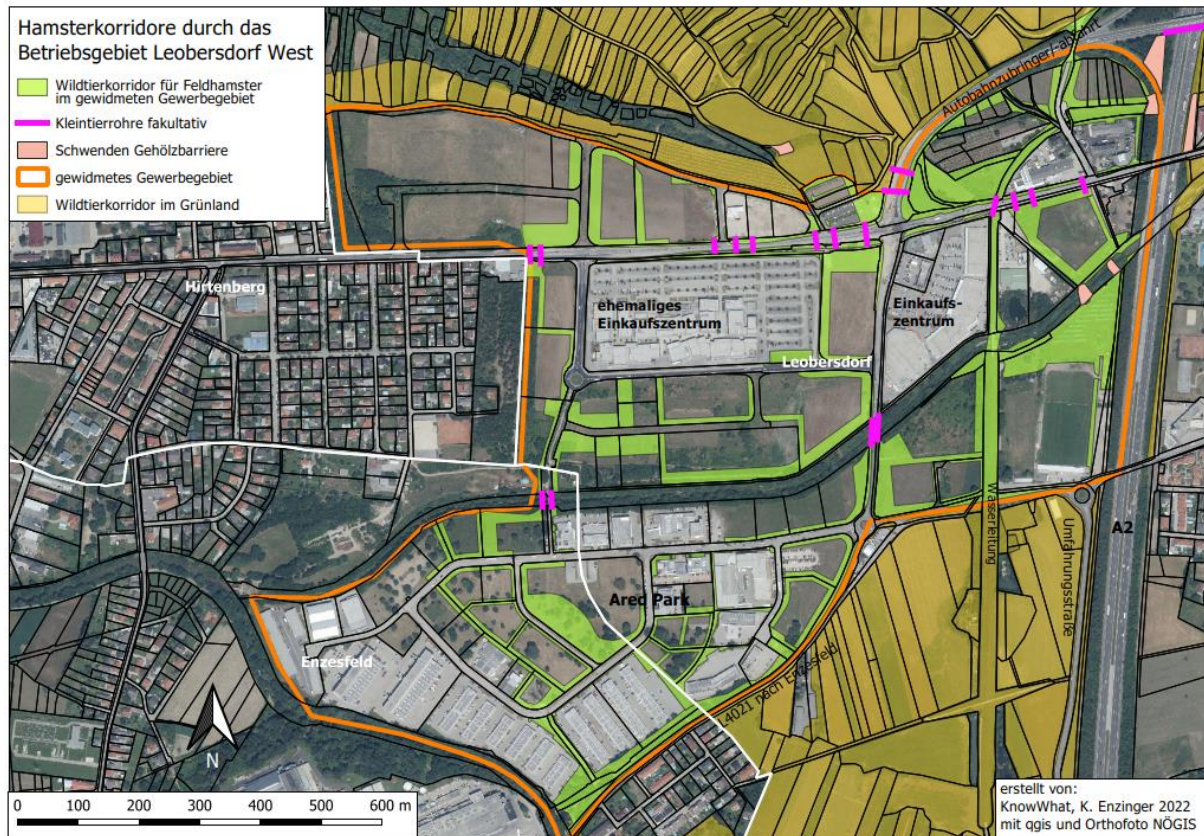 Hamsterkorridore durch das
Betriebsgebiet Leobersdorf West
Wildtierkorridor für Feldhamster
im gewidmeten Gewerbegebiet
Kleintierrohre fakultativ
Schwenden Gehölzbarriere
gewidmetes Gewerbegebiet
Wildtierkorridor im Grünland
Autobahnzubringer/-abfahrt
Hirtenberg
ehemaliges
Einkaufszentrum
Einkaufs-
zentrum
Leobersdorf
Wasserleitung
Umfahrungsstraße
A2
Ared Park
Enzesfeld
L4021 nach Enzesfeld
N
0 100 200 300 400 500 600 m
erstellt von:
KnowWhat, K. Enzinger 2022
mit qgis und Orthofoto NÖGIS